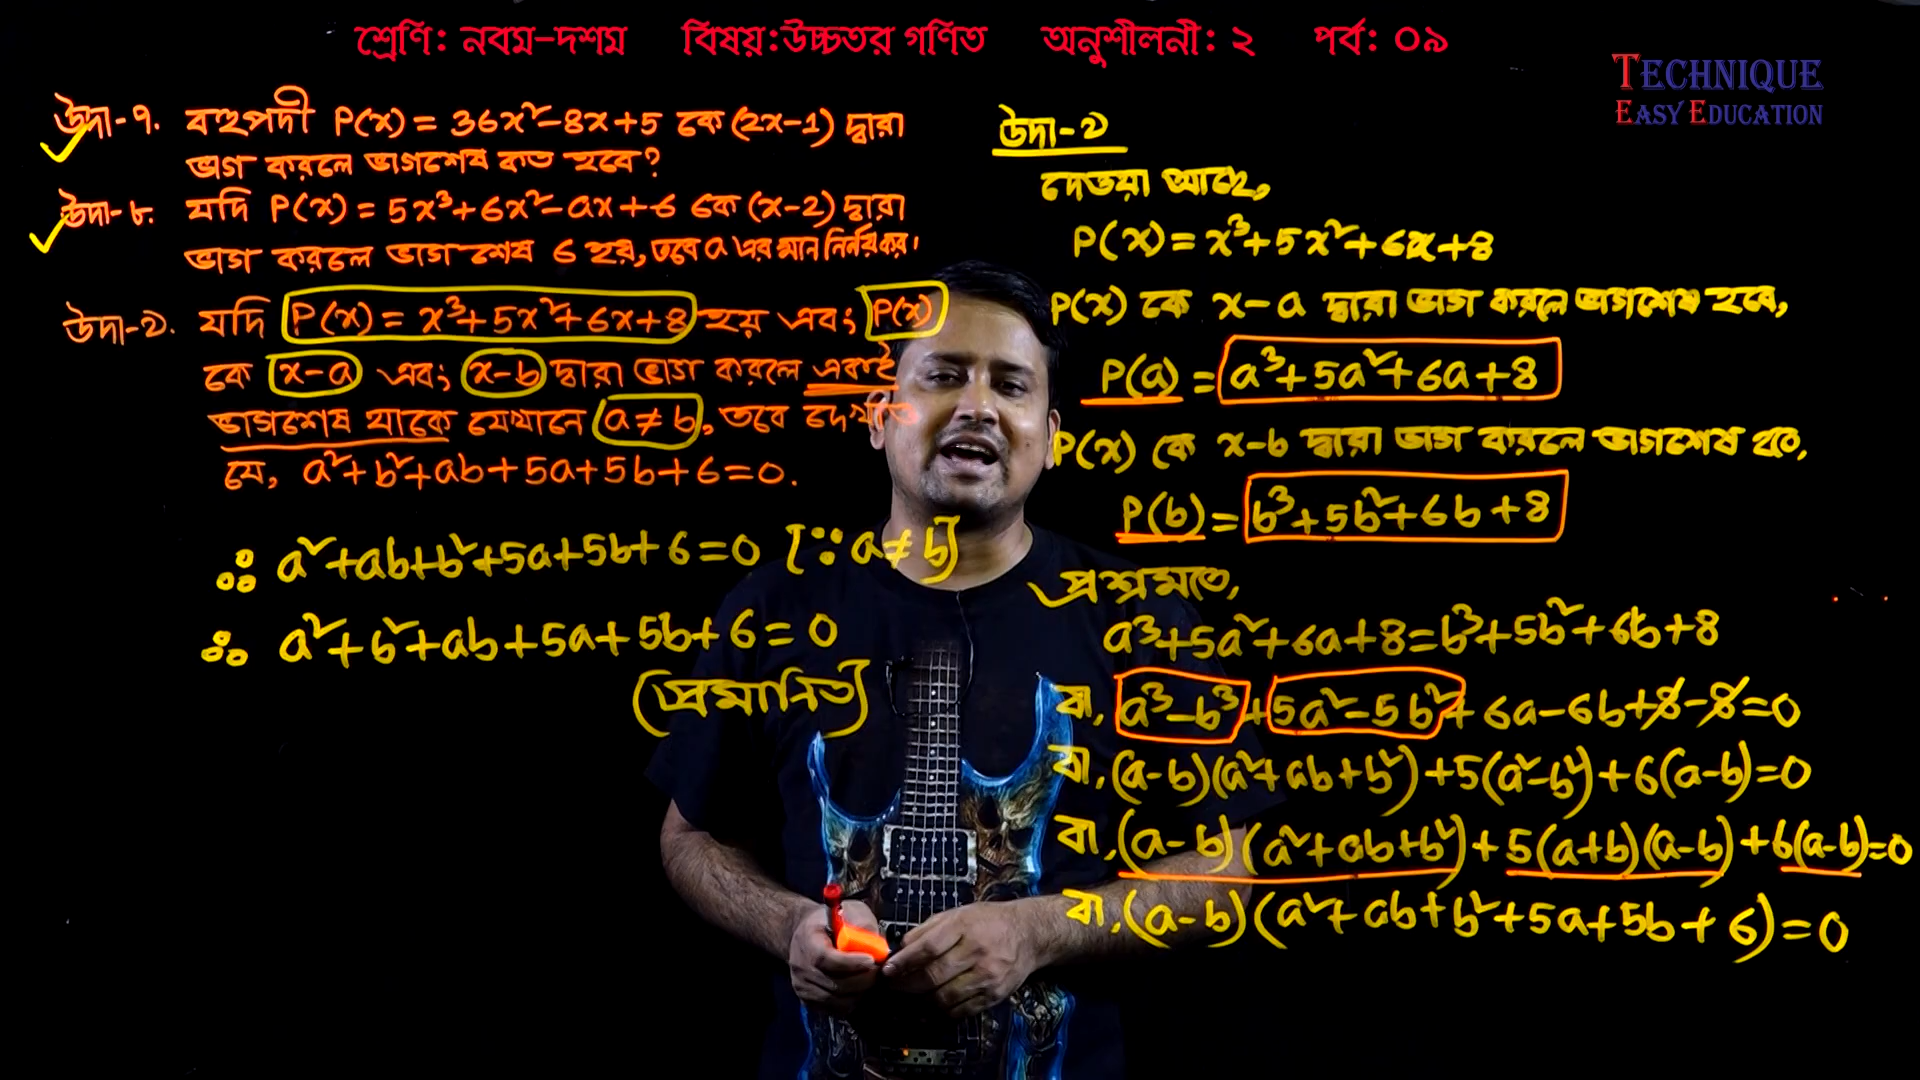 শ্রেণি: নবম-দশম বিষয়:উচ্চতর গণিত অনুশীলনী: ২ পর্ব: ০৯
TECHNIQUE
EASY EDUCATION
উদা-৭. বহুপদী P(x) = 36x²-8x+5 কে (2x-1) দ্বারা
ভাগ করলে ভাগশেষ কত হবে?
উদা-৮. যদি P(x) = 5x³+6x²-ax+6 কে (x-2) দ্বারা
ভাগ করলে ভাগশেষ 6 হয়, তবে a এর মান নির্ণয় কর।
উদা-৯. যদি P(x) = x³+5x²+6x+8 হয় এবং P(x)
কে x-a এবং x-b দ্বারা ভাগ করলে একই
ভাগশেষ থাকে যেখানে a≠b, তবে দেখাও
যে, a²+b²+ab+5a+5b+6=0.
∴ a²+ab+b²+5a+5b+6=0 [∵ a≠b]
∴ a²+b²+ab+5a+5b+6=0
(প্রমাণিত)
উদা-৯
দেওয়া আছে,
P(x)=x³+5x²+6x+8
P(x) কে x-a দ্বারা ভাগ করলে ভাগশেষ হবে,
P(a) = a³+5a²+6a+8
P(x) কে x-b দ্বারা ভাগ করলে ভাগশেষ হবে,
P(b) = b³+5b²+6b+8
প্রশ্নমতে,
a³+5a²+6a+8=b³+5b²+6b+8
বা, a³-b³+5a²-5b²+6a-6b+8-8=0
বা, (a-b)(a²+ab+b²)+5(a²-b²)+6(a-b)=0
বা, (a-b)(a²+ab+b²)+5(a+b)(a-b)+6(a-b)=0
বা, (a-b)(a²+ab+b²+5a+5b+6)=0